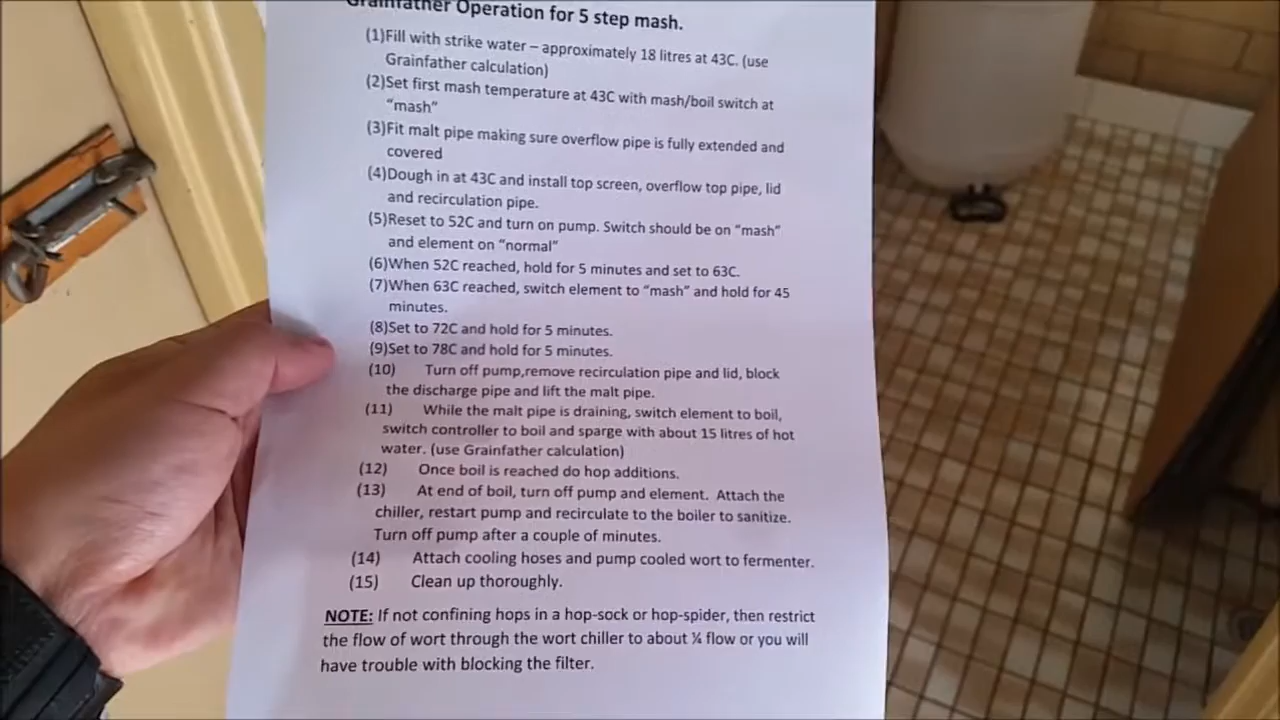 Grainfather Operation for 5 step mash.
(1)Fill with strike water – approximately 18 litres at 43C. (use
Grainfather calculation)
(2)Set first mash temperature at 43C with mash/boil switch at
"mash"
(3)Fit malt pipe making sure overflow pipe is fully extended and
covered
(4)Dough in at 43C and install top screen, overflow top pipe, lid
and recirculation pipe.
(5)Reset to 52C and turn on pump. Switch should be on "mash"
and element on "normal"
(6)When 52C reached, hold for 5 minutes and set to 63C.
(7)When 63C reached, switch element to "mash" and hold for 45
minutes.
(8)Set to 72C and hold for 5 minutes.
(9)Set to 78C and hold for 5 minutes.
(10) Turn off pump,remove recirculation pipe and lid, block
the discharge pipe and lift the malt pipe.
(11) While the malt pipe is draining, switch element to boil,
switch controller to boil and sparge with about 15 litres of hot
water. (use Grainfather calculation)
(12) Once boil is reached do hop additions.
(13) At end of boil, turn off pump and element. Attach the
chiller, restart pump and recirculate to the boiler to sanitize.
Turn off pump after a couple of minutes.
(14) Attach cooling hoses and pump cooled wort to fermenter.
(15) Clean up thoroughly.
NOTE: If not confining hops in a hop-sock or hop-spider, then restrict
the flow of wort through the wort chiller to about ¼ flow or you will
have trouble with blocking the filter.